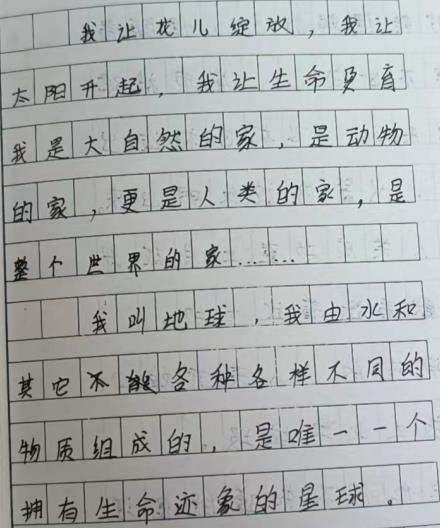 我让花儿绽放，我让
太阳升起，我让生命更有
我是大自然的家，是动物
的家，更是人类的家，是
整个世界的家……
我叫地球，我由水和
其它不能各种各样不同的
物质组成的，是唯一一个
拥有生命迹象的星球。